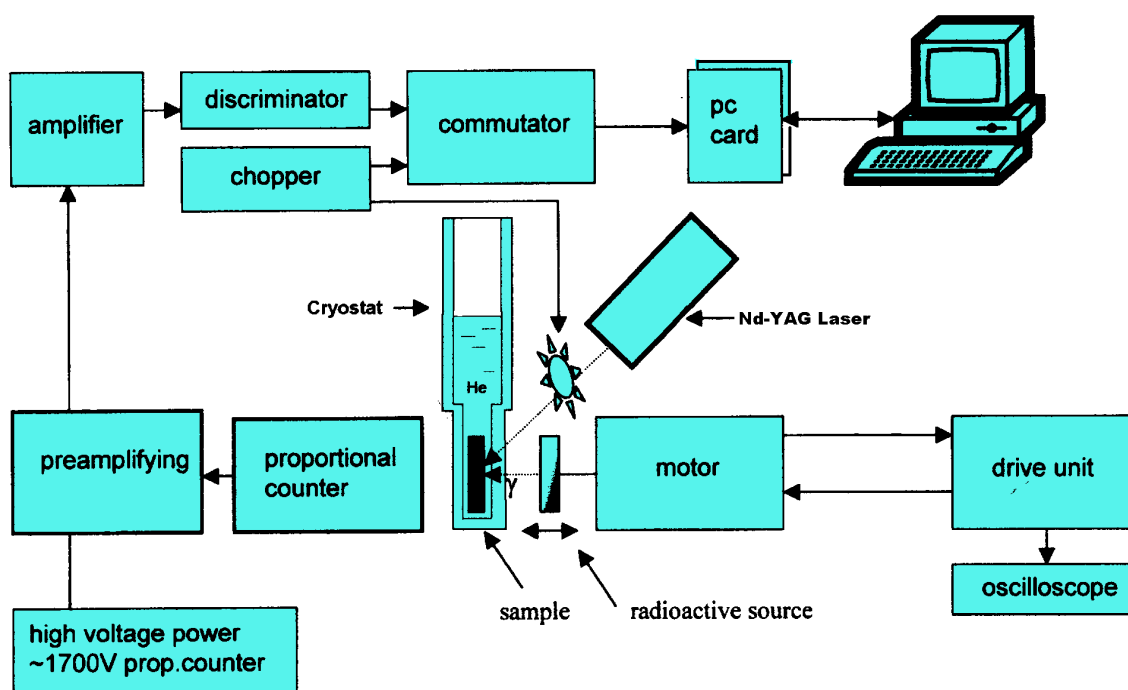 amplifier
discriminator
chopper
commutator
pc
card
Cryostat
Nd-YAG Laser
He
preamplifying
proportional
counter
γ
motor
drive unit
sample
radioactive source
oscilloscope
high voltage power
~1700V prop.counter